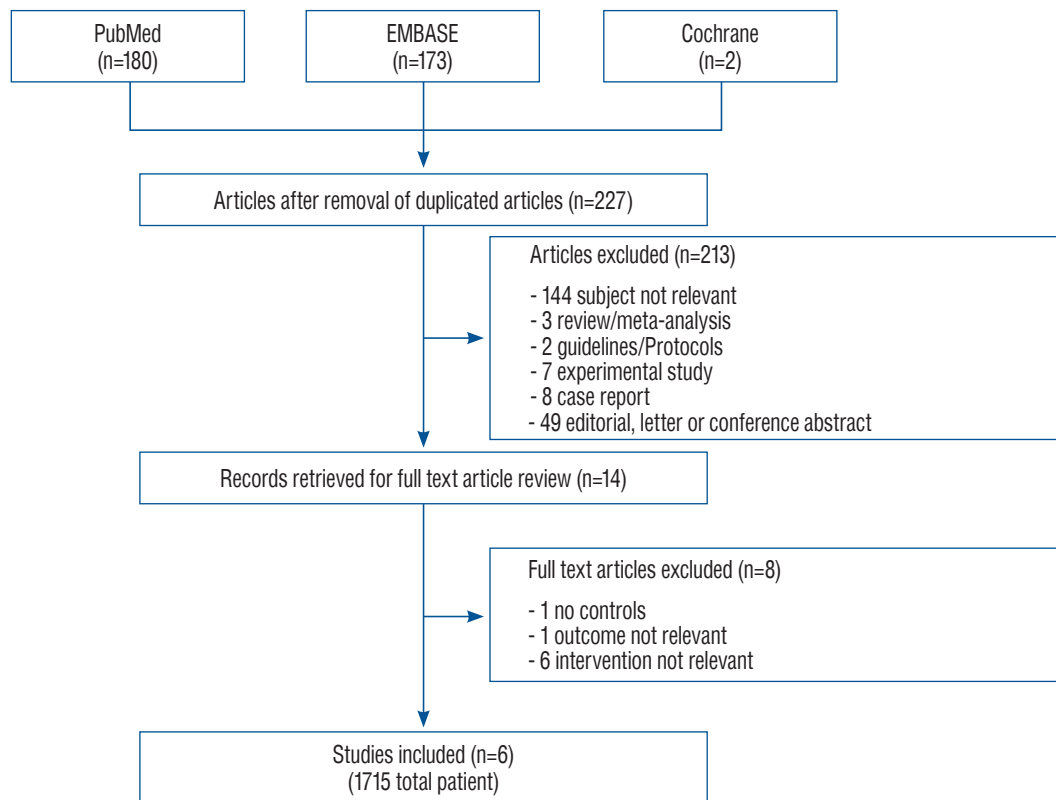 PubMed
(n=180)
EMBASE
(n=173)
Cochrane
(n=2)
Articles after removal of duplicated articles (n=227)
Articles excluded (n=213)
- 144 subject not relevant
- 3 review/meta-analysis
- 2 guidelines/Protocols
- 7 experimental study
- 8 case report
- 49 editorial, letter or conference abstract
Records retrieved for full text article review (n=14)
Full text articles excluded (n=8)
- 1 no controls
- 1 outcome not relevant
- 6 intervention not relevant
Studies included (n=6)
(1715 total patient)